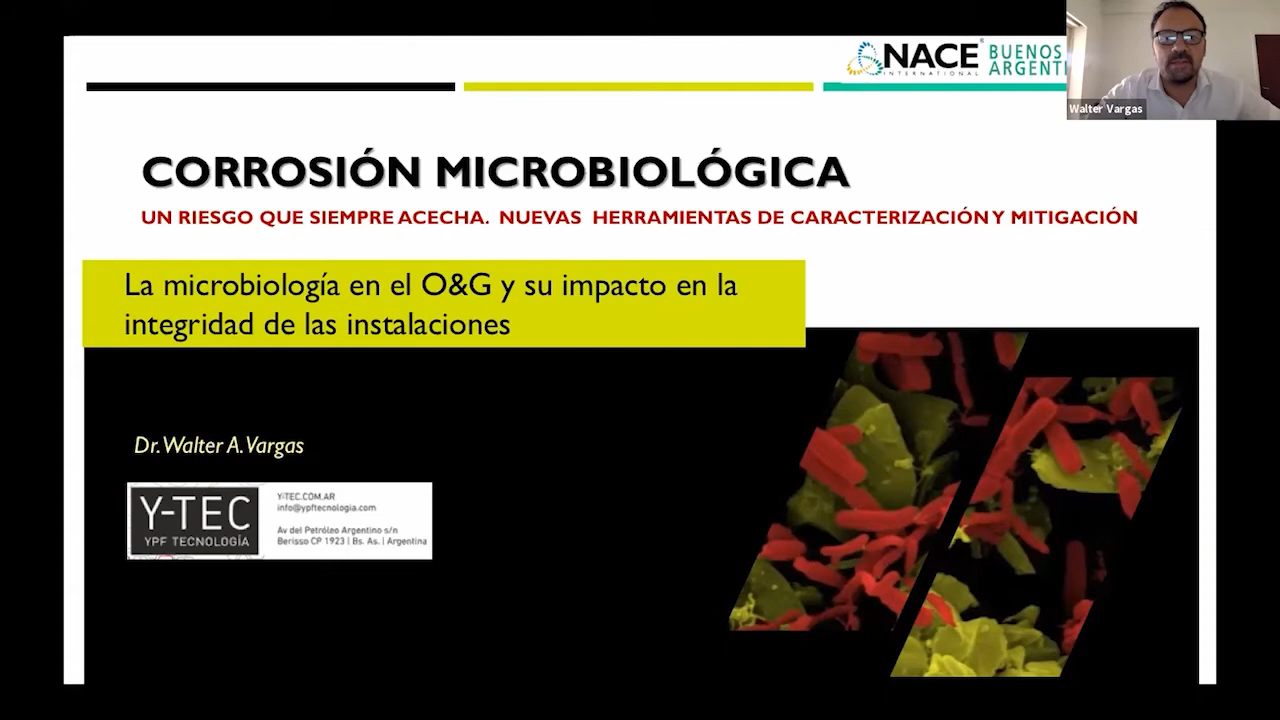 NACE BUENOS
INTERNATIONAL
Walter Vargas
CORROSIÓN MICROBIOLÓGICA
UN RIESGO QUE SIEMPRE ACECHA. NUEVAS HERRAMIENTAS DE CARACTERIZACIÓN Y MITIGACIÓN
La microbiología en el O&G y su impacto en la
integridad de las instalaciones
Dr. Walter A. Vargas
Y-TEC
YPF TECNOLOGÍA
Y-TEC.COM.AR
info@ypftecnologia.com
Av del Petróleo Argentino s/n
Berisso CP 1923 | Bs. As. | Argentina